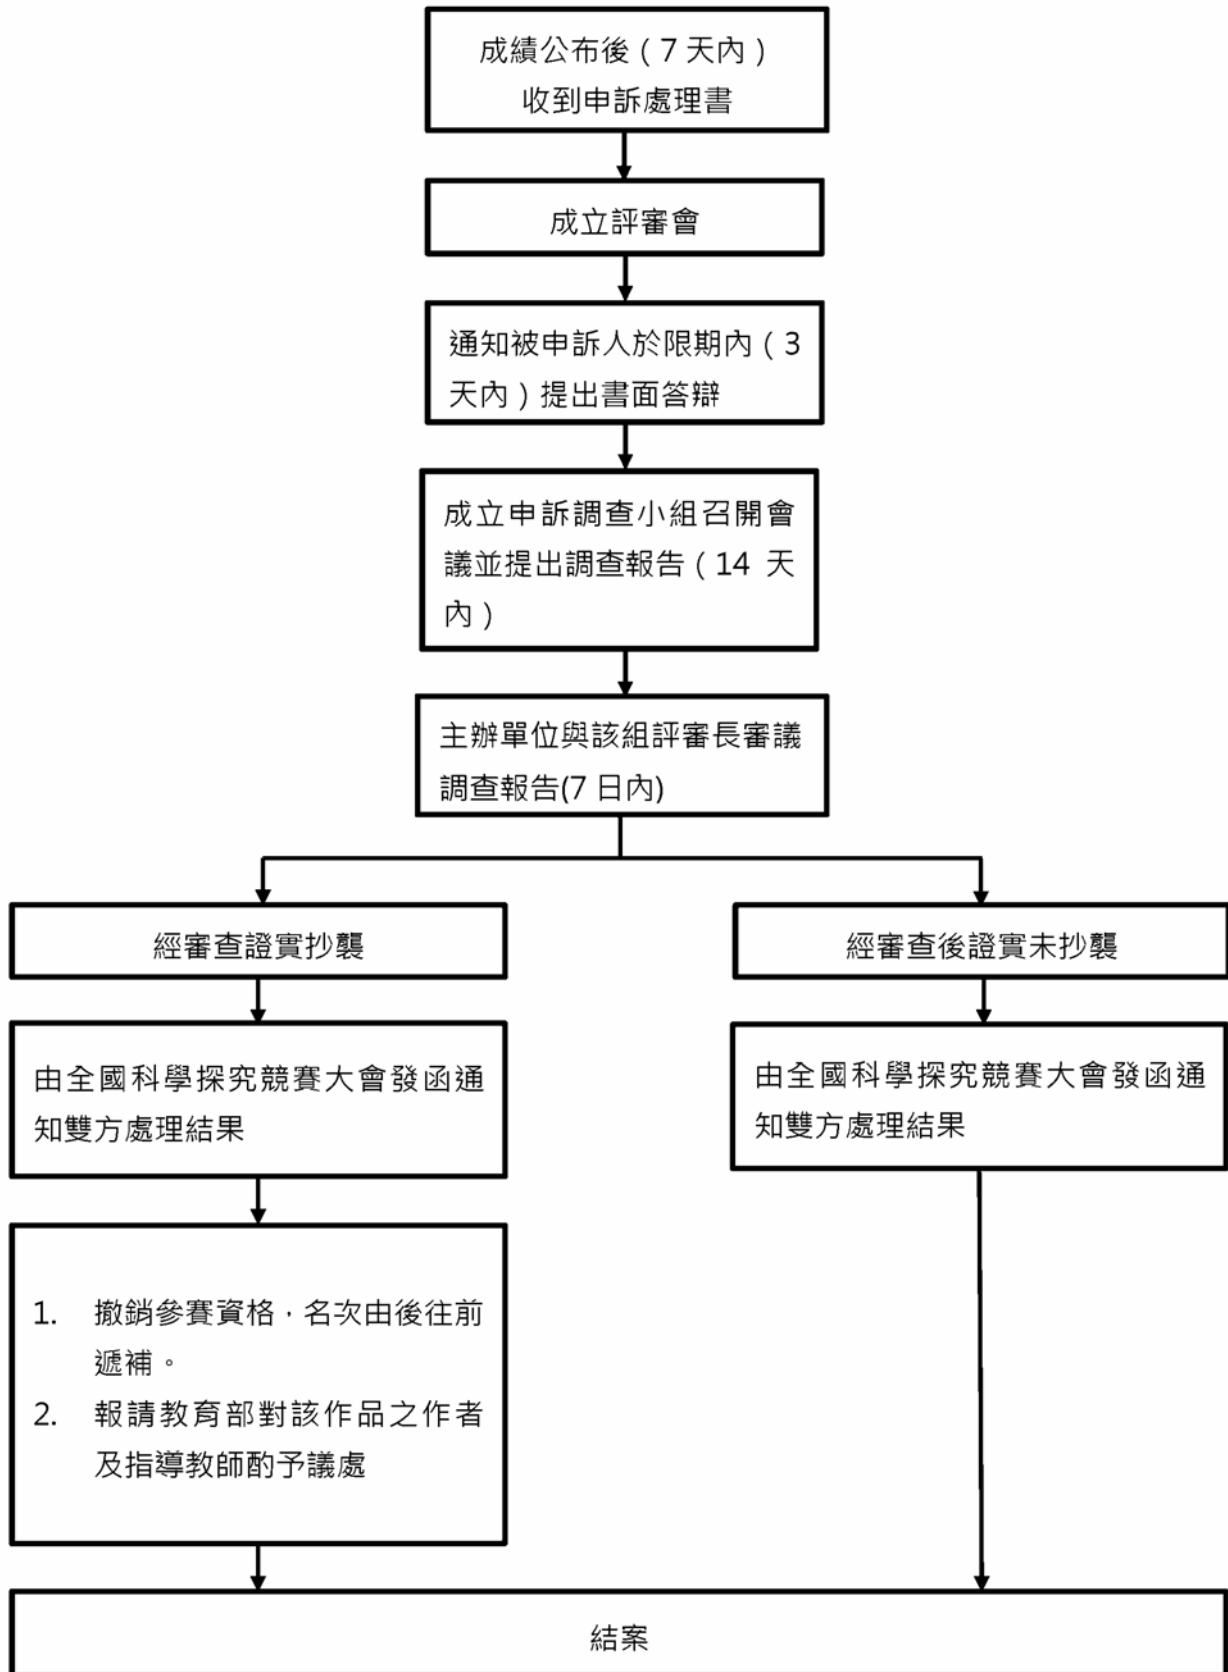 成績公布後（7天內）
收到申訴處理書
成立評審會
通知被申訴人於限期內（3
天內）提出書面答辯
成立申訴調查小組召開會
議並提出調查報告（14 天
內）
主辦單位與該組評審長審議
調查報告(7日內)
經審查證實抄襲
經審查後證實未抄襲
由全國科學探究競賽大會發函通
知雙方處理結果
由全國科學探究競賽大會發函通
知雙方處理結果
1. 撤銷參賽資格，名次由後往前
遞補。
2. 報請教育部對該作品之作者
及指導教師酌予議處
結案